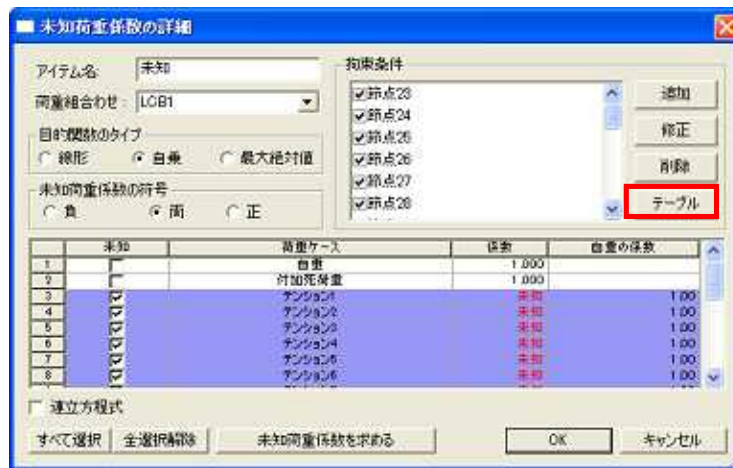 未知荷重係数の詳細
アイテム名: 未知
荷重組合わせ: LCB1
目的関数のタイプ
線形 自乗 最大絶対値
未知荷重係数の符号
負 両 正
拘束条件
節点23
節点24
節点25
節点26
節点27
節点28
追加
修正
削除
テーブル
未知 荷重ケース 係数 自重の係数
1 自重 1.000
2 付加死荷重 1.000
3 テンション1 未知 1.00
4 テンション2 未知 1.00
5 テンション3 未知 1.00
6 テンション4 未知 1.00
7 テンション5 未知 1.00
8 テンション6 未知 1.00
連立方程式
すべて選択 全選択解除 未知荷重係数を求める OK キャンセル